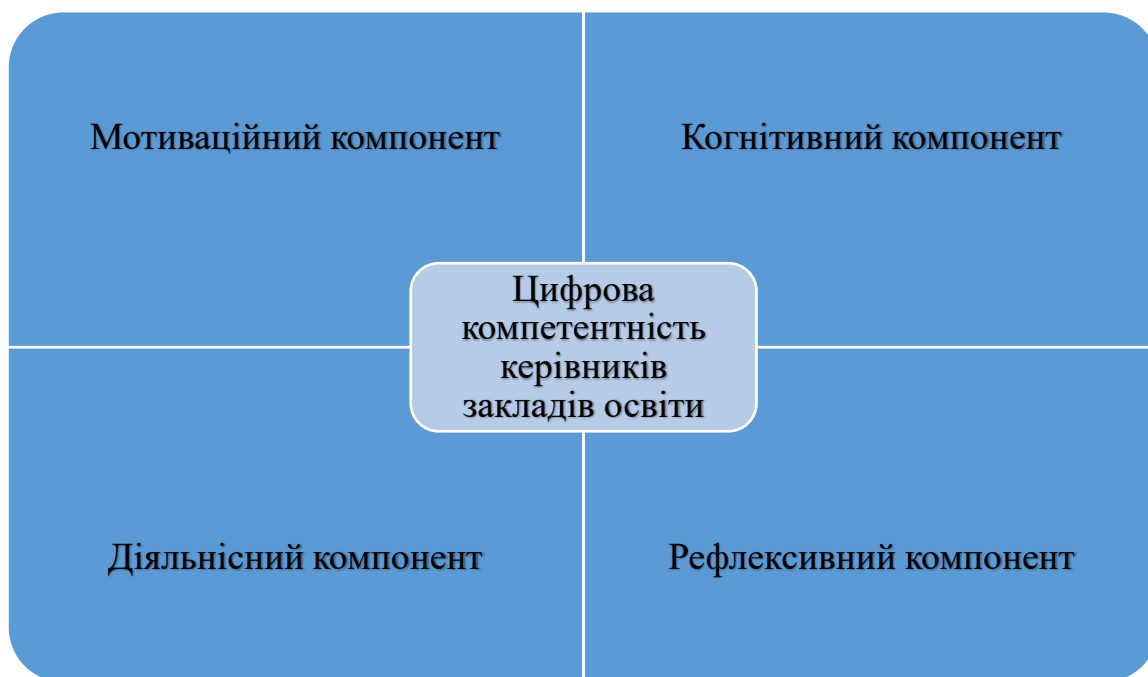 Мотиваційний компонент
Когнітивний компонент
Цифрова
компетентність
керівників
закладів освіти
Діяльнісний компонент
Рефлексивний компонент